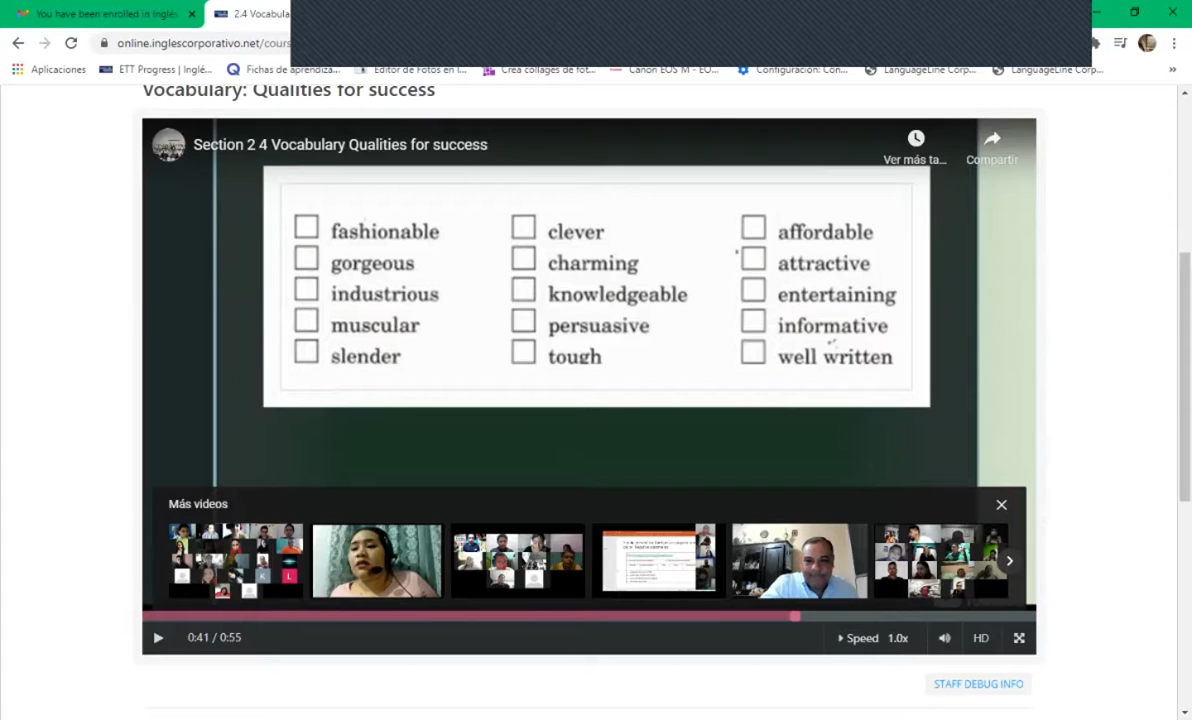 You have been enrolled in Inglés
2.4 Vocabula
online.inglescorporativo.net/cours
Aplicaciones
ETT Progress | Inglé...
Fichas de aprendiza...
Editor de Fotos en l...
Crea collages de fot...
Canon EOS M - EO...
Configuración: Con...
LanguageLine Corp...
LanguageLine Corp...
»
Vocabulary: Qualities for success
Section 2 4 Vocabulary Qualities for success
Ver más ta...
Compartir
fashionable
gorgeous
industrious
muscular
slender
clever
charming
knowledgeable
persuasive
tough
affordable
attractive
entertaining
informative
well written
Más videos
0:41 / 0:55
Speed 1.0x
HD
STAFF DEBUG INFO